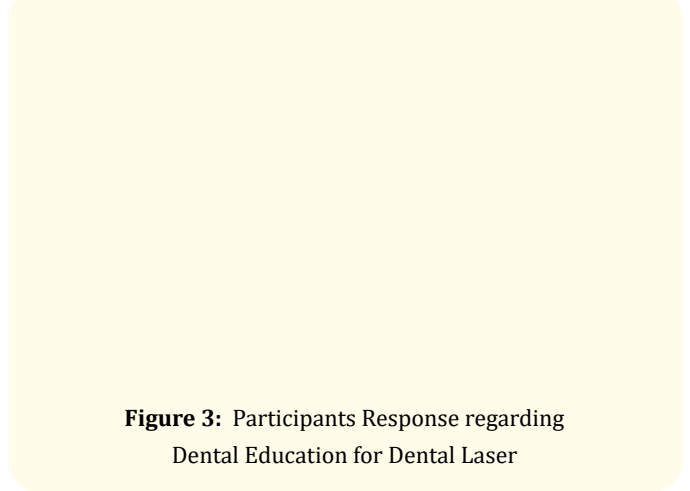 Figure 3: Participants Response regarding
Dental Education for Dental Laser